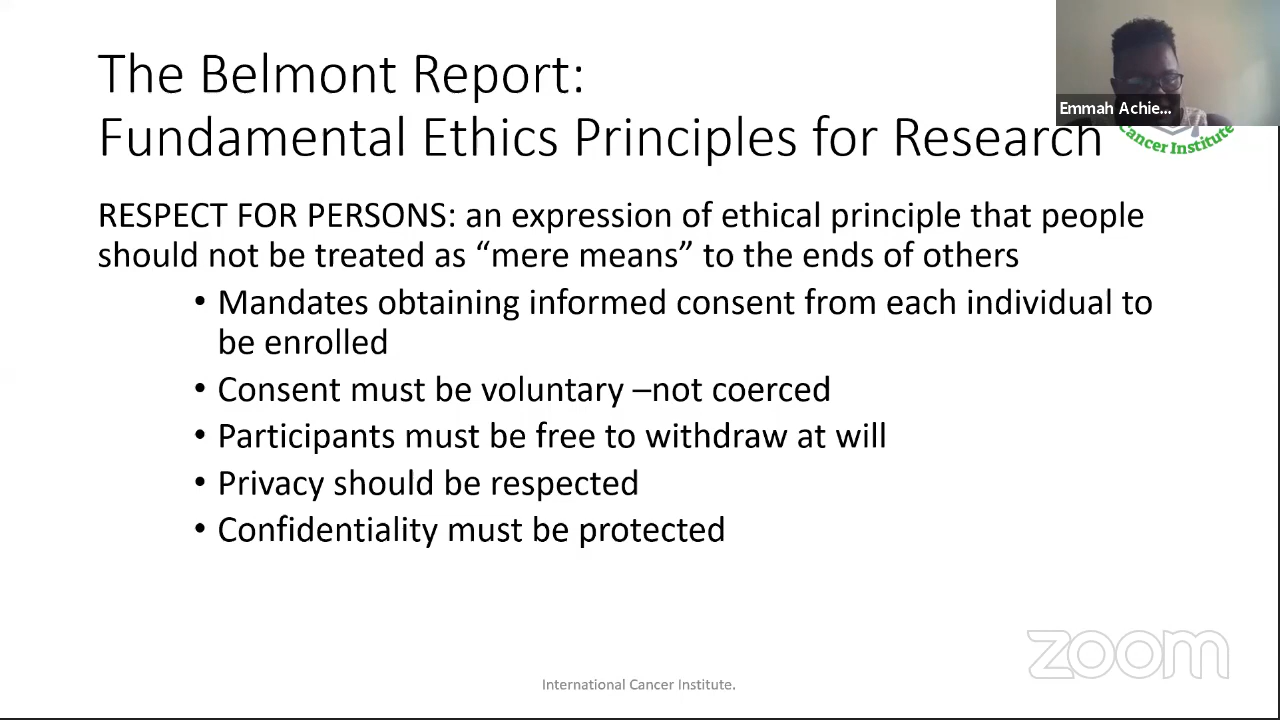 The Belmont Report:
Fundamental Ethics Principles for Research
Emmah Achie...
Cancer Institute
RESPECT FOR PERSONS: an expression of ethical principle that people
should not be treated as “mere means” to the ends of others
• Mandates obtaining informed consent from each individual to
be enrolled
• Consent must be voluntary –not coerced
• Participants must be free to withdraw at will
• Privacy should be respected
• Confidentiality must be protected
zoom
International Cancer Institute.